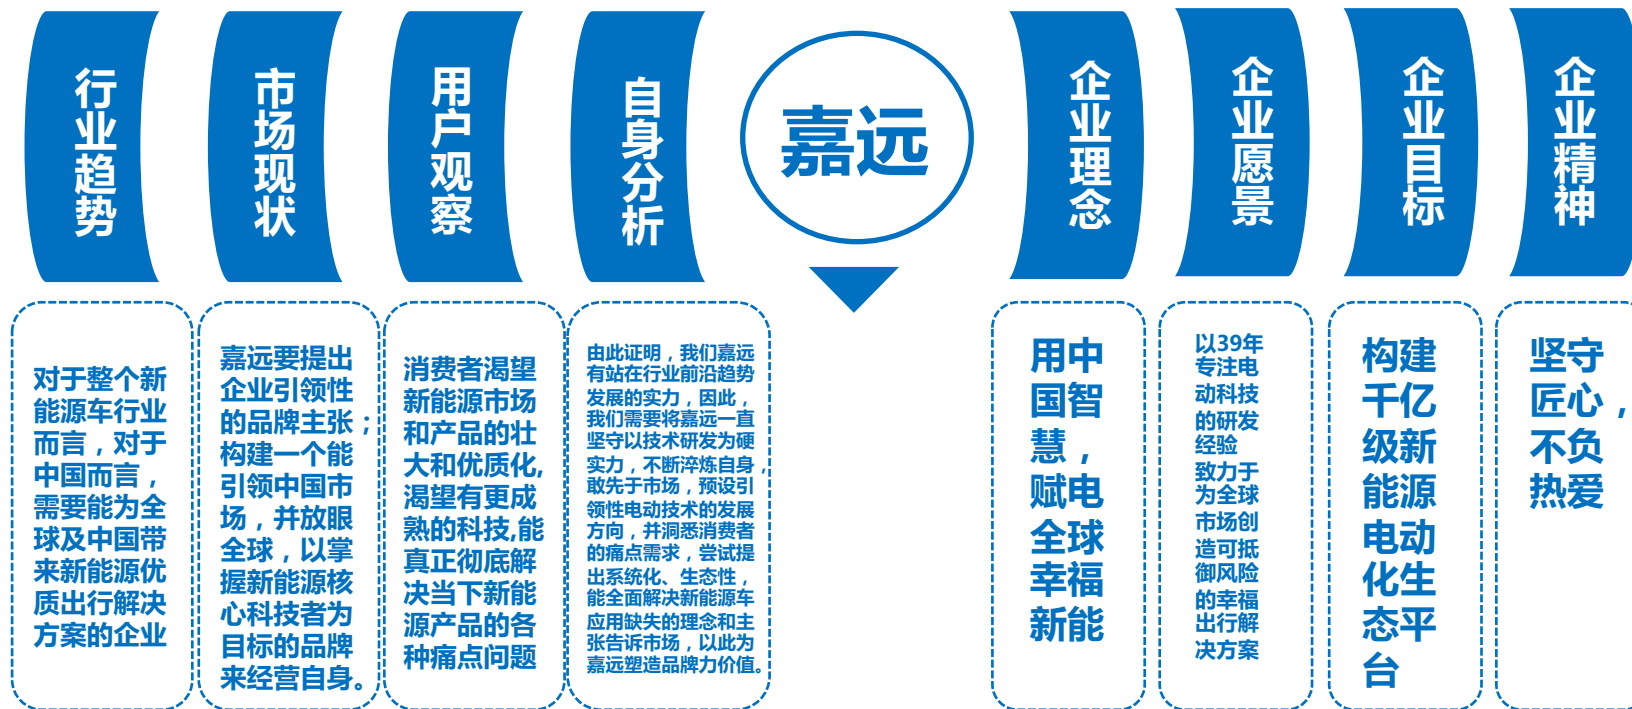 行业趋势
市场现状
用户观察
自身分析
嘉远
企业理念
企业愿景
企业目标
企业精神
对于整个新
能源车行业
而言，对于
中国而言，
需要能为全
球及中国带
来新能源优
质出行解决
方案的企业
嘉远要提出
企业引领性
的品牌主张；
构建一个能
引领中国市
场，并放眼
全球，以掌
握新能源核
心科技者为
目标的品牌
来经营自身。
消费者渴望
新能源市场
和产品的壮
大和优质化,
渴望有更成
熟的科技,能
真正彻底解
决当下新能
源产品的各
种痛点问题
由此证明，我们嘉远
有站在行业前沿趋势
发展的实力，因此，
我们需要将嘉远一直
坚守以技术研发为硬
实力，不断淬炼自身，
敢先于市场，预设引
领性电动技术的发展
方向，并洞悉消费者
的痛点需求，尝试提
出系统化、生态性，
能全面解决新能源车
应用缺失的理念和主
张告诉市场，以此为
嘉远塑造品牌力价值。
用中
国智
慧，
赋电
全球
幸福
新能
以39年
专注电
动科技
的研发
经验
致力于
为全球
市场创
造可抵
御风险
的幸福
出行解
决方案
构建
千亿
级新
能源
电动
化生
态平
台
坚守
匠心，
不负
热爱